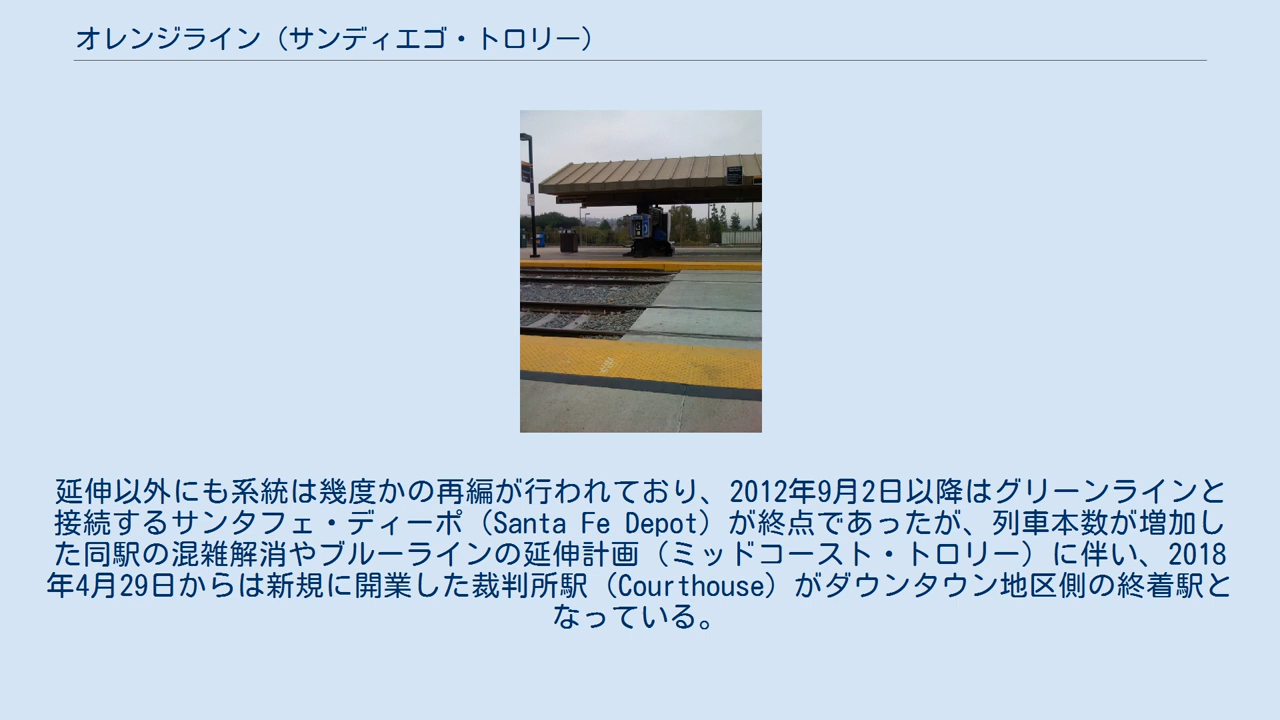 オレンジライン（サンディエゴ・トロリー）
延伸以外にも系統は幾度かの再編が行われており、2012年9月2日以降はグリーンラインと
接続するサンタフェ・ディーポ（Santa Fe Depot）が終点であったが、列車本数が増加し
た同駅の混雑解消やブルーラインの延伸計画（ミッドコースト・トロリー）に伴い、2018
年4月29日からは新規に開業した裁判所駅（Courthouse）がダウンタウン地区側の終着駅と
なっている。